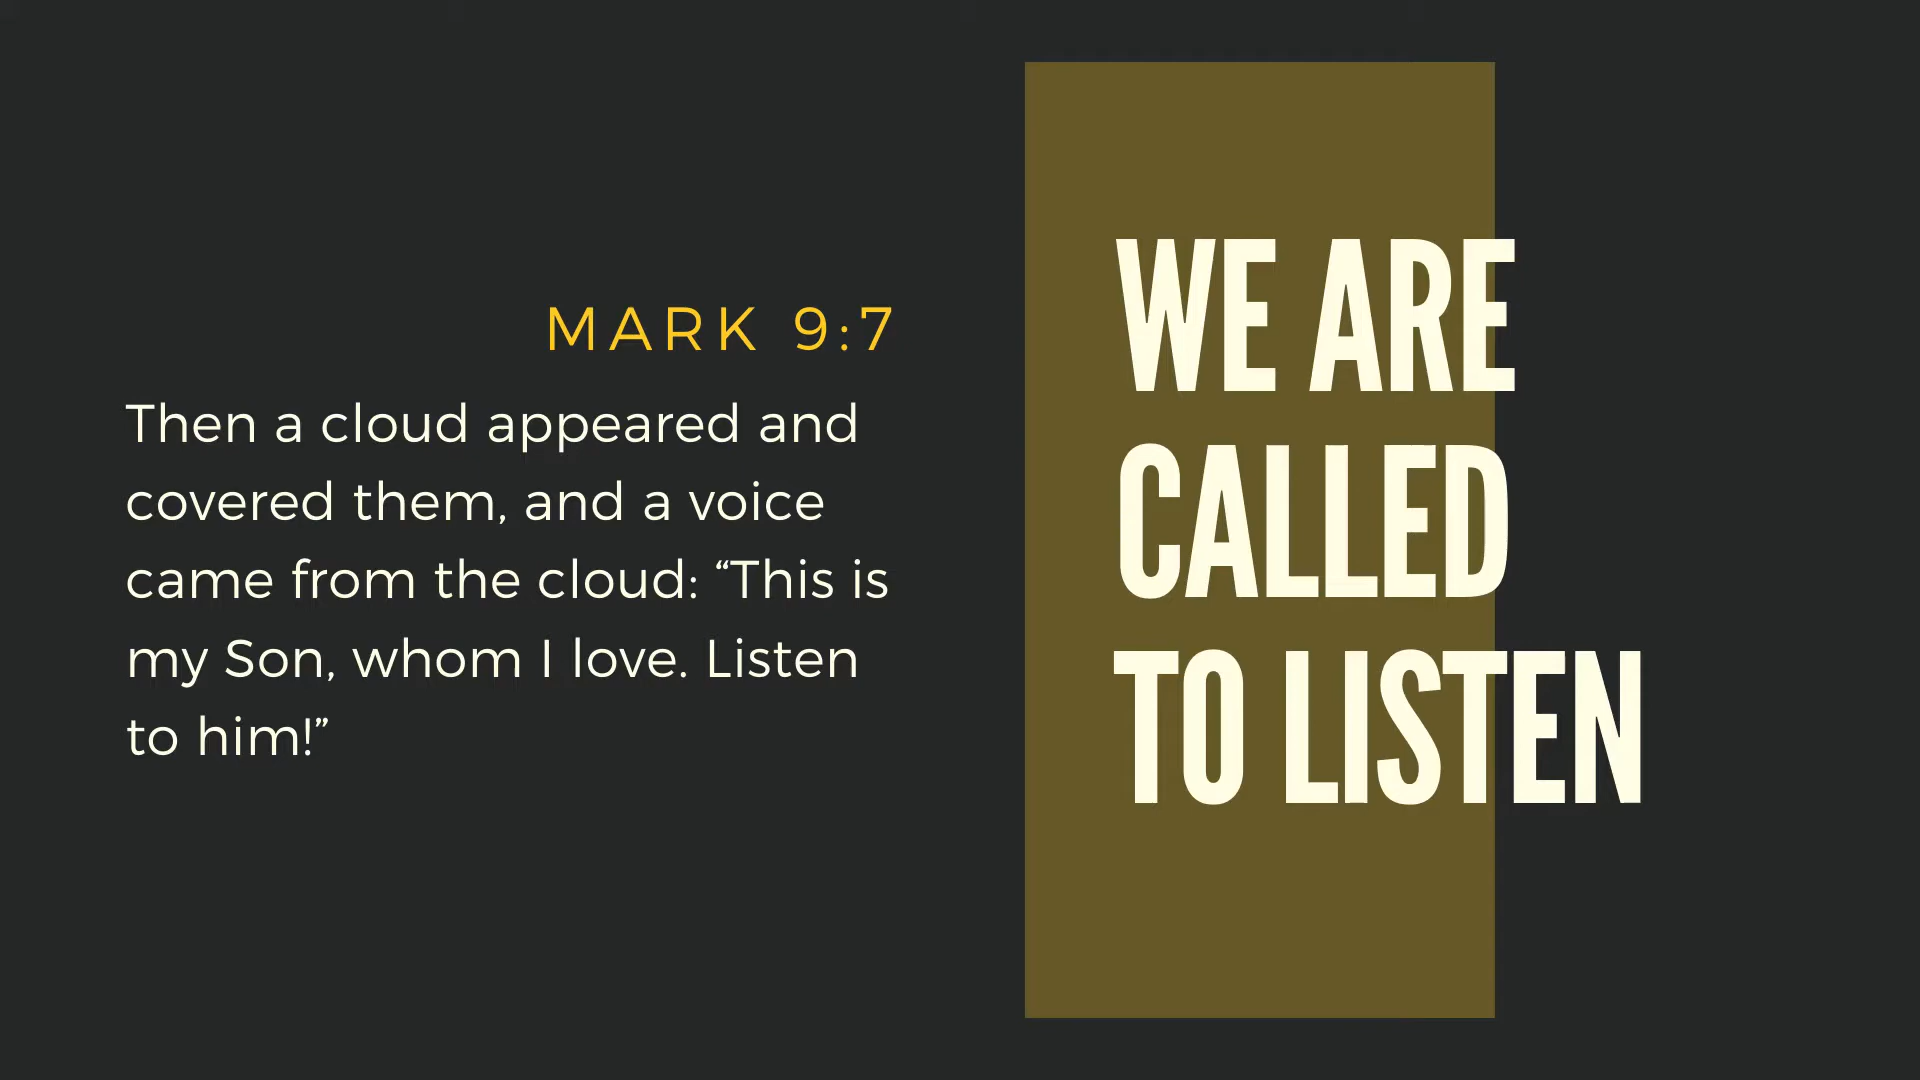 MARK 9:7
Then a cloud appeared and
covered them, and a voice
came from the cloud: “This is
my Son, whom I love. Listen
to him!”
WE ARE
CALLED
TO LISTEN